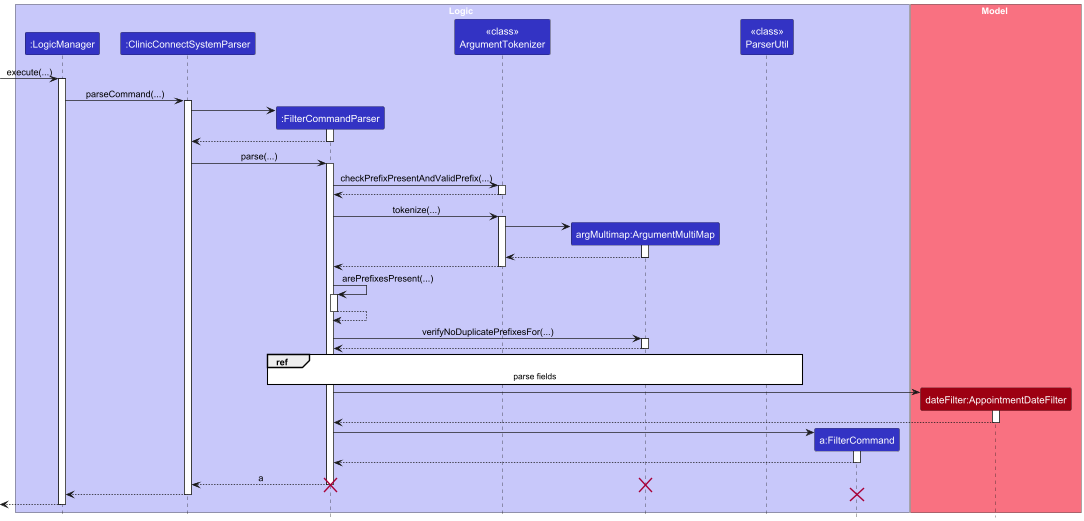 Logic
Model
:LogicManager
:ClinicConnectSystemParser
«class»
ArgumentTokenizer
«class»
ParserUtil
execute(...)
parseCommand(...)
:FilterCommandParser
parse(...)
checkPrefixPresentAndValidPrefix(...)
tokenize(...)
argMultimap:ArgumentMultiMap
arePrefixesPresent(...)
verifyNoDuplicatePrefixesFor(...)
ref
parse fields
dateFilter:AppointmentDateFilter
a:FilterCommand
a